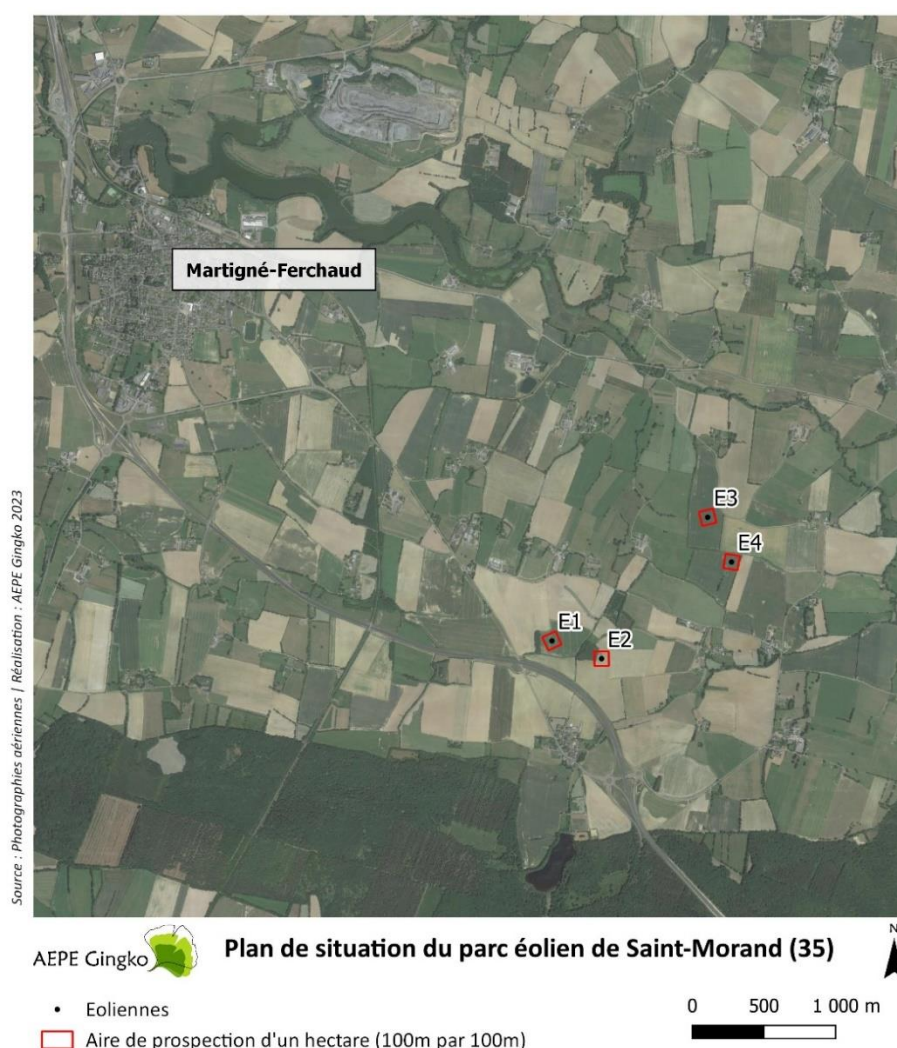 Martigné-Ferchaud
E3
E4
E1
E2
Source : Photographies aériennes | Réalisation : AEPE Gingko 2023
AEPE Gingko
Plan de situation du parc éolien de Saint-Morand (35)
N
Eoliennes
Aire de prospection d'un hectare (100m par 100m)
0 500 1 000 m